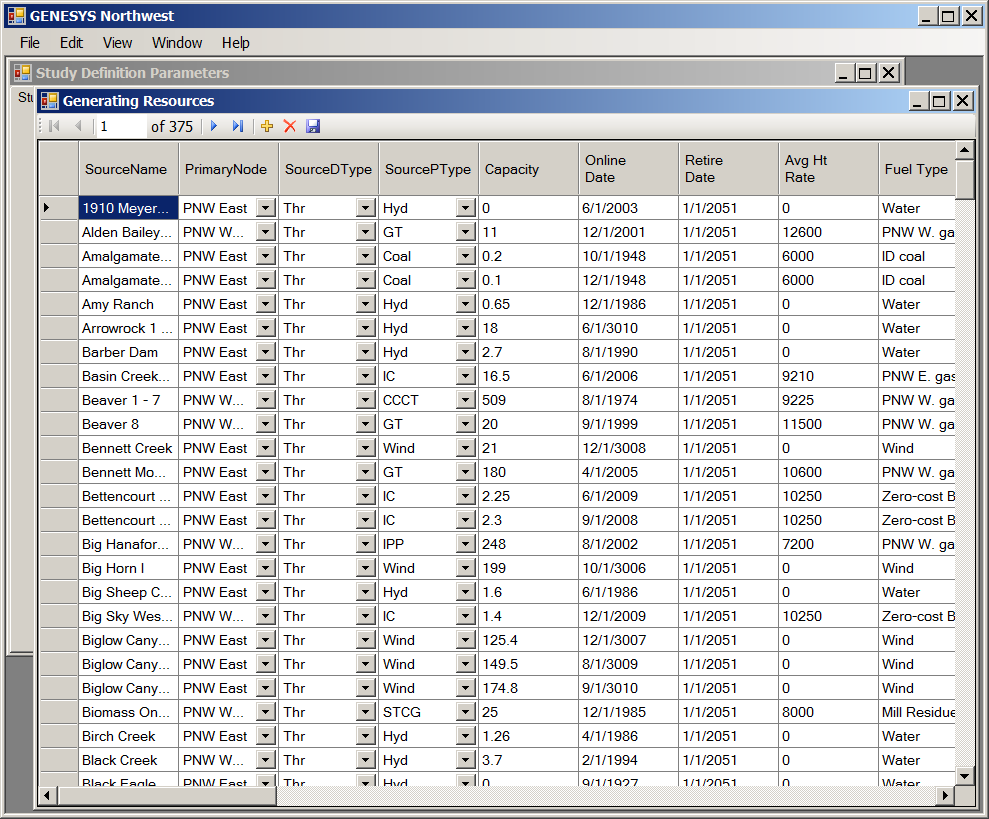 GENESYS Northwest
File Edit View Window Help
Study Definition Parameters
Generating Resources
1 of 375
SourceName PrimaryNode SourceDType SourcePType Capacity Online Date Retire Date Avg Ht Rate Fuel Type
1910 Meyer... PNW East Thr Hyd 0 6/1/2003 1/1/2051 0 Water
Alden Bailey... PNW W... Thr GT 11 12/1/2001 1/1/2051 12600 PNW W. ga
Amalgamate... PNW East Thr Coal 0.2 10/1/1948 1/1/2051 6000 ID coal
Amalgamate... PNW East Thr Coal 0.1 12/1/1948 1/1/2051 6000 ID coal
Amy Ranch PNW East Thr Hyd 0.65 12/1/1986 1/1/2051 0 Water
Arrowrock 1 ... PNW East Thr Hyd 18 6/1/3010 1/1/2051 0 Water
Barber Dam PNW East Thr Hyd 2.7 8/1/1990 1/1/2051 0 Water
Basin Creek... PNW East Thr IC 16.5 6/1/2006 1/1/2051 9210 PNW E. gas
Beaver 1 - 7 PNW W... Thr CCCT 509 8/1/1974 1/1/2051 9225 PNW W. ga
Beaver 8 PNW W... Thr GT 20 9/1/1999 1/1/2051 11500 PNW W. ga
Bennett Creek PNW East Thr Wind 21 12/1/3008 1/1/2051 0 Wind
Bennett Mo... PNW East Thr GT 180 4/1/2005 1/1/2051 10600 PNW W. ga
Bettencourt ... PNW East Thr IC 2.25 6/1/2009 1/1/2051 10250 Zero-cost B
Bettencourt ... PNW East Thr IC 2.3 9/1/2008 1/1/2051 10250 Zero-cost B
Big Hanafor... PNW W... Thr IPP 248 8/1/2002 1/1/2051 7200 PNW W. ga
Big Horn I PNW East Thr Wind 199 10/1/3006 1/1/2051 0 Wind
Big Sheep C... PNW East Thr Hyd 1.6 6/1/1986 1/1/2051 0 Water
Big Sky Wes... PNW W... Thr IC 1.4 12/1/2009 1/1/2051 10250 Zero-cost B
Biglow Cany... PNW East Thr Wind 125.4 12/1/3007 1/1/2051 0 Wind
Biglow Cany... PNW East Thr Wind 149.5 8/1/3009 1/1/2051 0 Wind
Biglow Cany... PNW East Thr Wind 174.8 9/1/3010 1/1/2051 0 Wind
Biomass On... PNW W... Thr STCG 25 12/1/1985 1/1/2051 8000 Mill Residue
Birch Creek PNW East Thr Hyd 1.26 4/1/1986 1/1/2051 0 Water
Black Creek PNW W... Thr Hyd 3.7 2/1/1994 1/1/2051 0 Water
Black Eagle PNW East Thr Hyd 0 9/1/1927 1/1/2051 0 Water